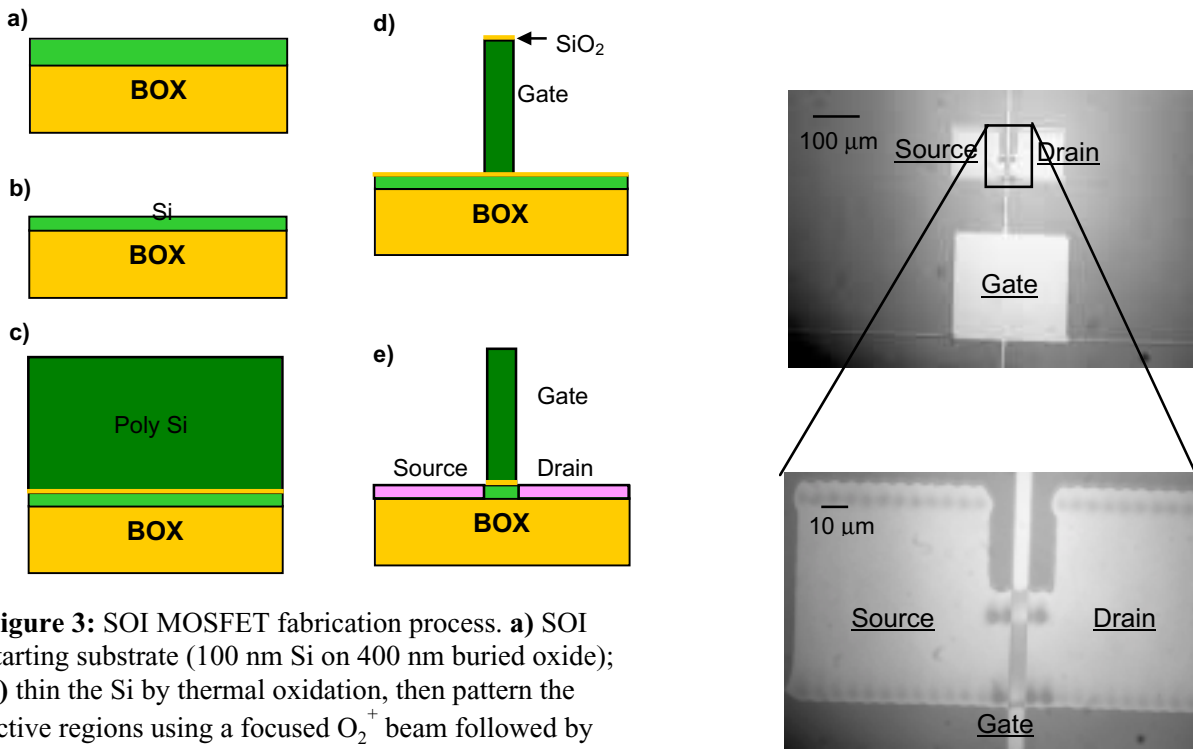 a)
BOX
b)
Si
BOX
c)
Poly Si
BOX
d)
SiO₂
Gate
BOX
e)
Gate
Source Drain
BOX
igure 3: SOI MOSFET fabrication process. a) SOI
tarting substrate (100 nm Si on 400 nm buried oxide);
) thin the Si by thermal oxidation, then pattern the
ctive regions using a focused O₂⁺ beam followed by
100 μm
Source Drain
Gate
10 μm
Source Drain
Gate